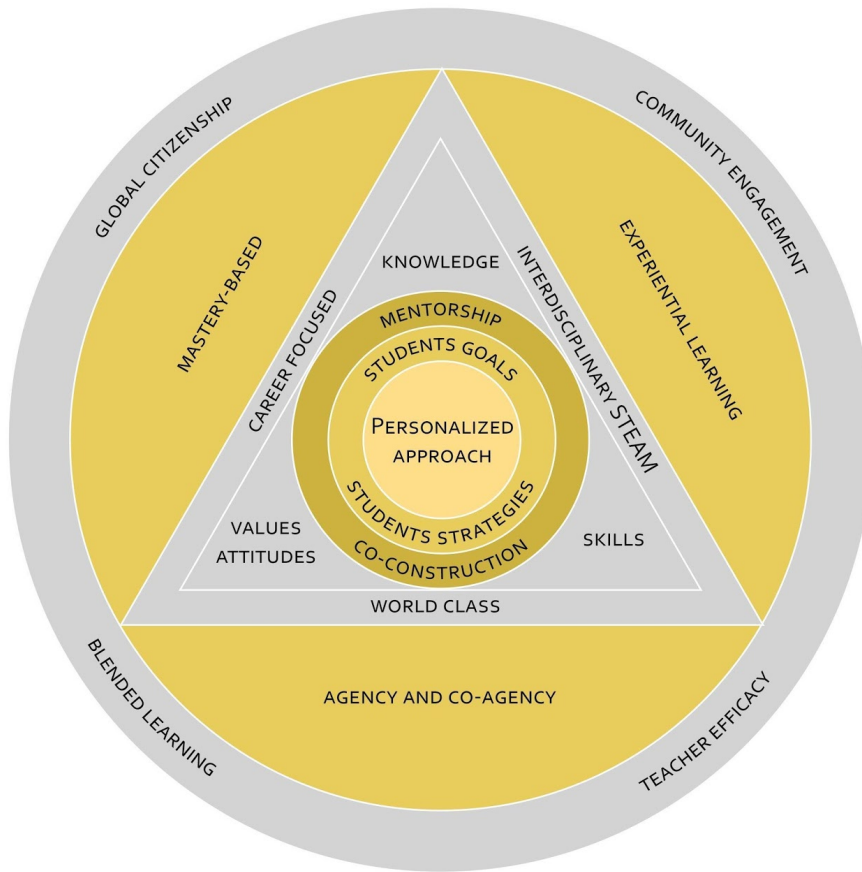 GLOBAL CITIZENSHIP
COMMUNITY ENGAGEMENT
MASTERY-BASED
EXPERIENTIAL LEARNING
CAREER FOCUSED
INTERDISCIPLINARY STEAM
KNOWLEDGE
MENTORSHIP
STUDENTS GOALS
PERSONALIZED
APPROACH
STUDENTS STRATEGIES
CO-CONSTRUCTION
VALUES
ATTITUDES
SKILLS
WORLD CLASS
AGENCY AND CO-AGENCY
BLENDED LEARNING
TEACHER EFFICACY